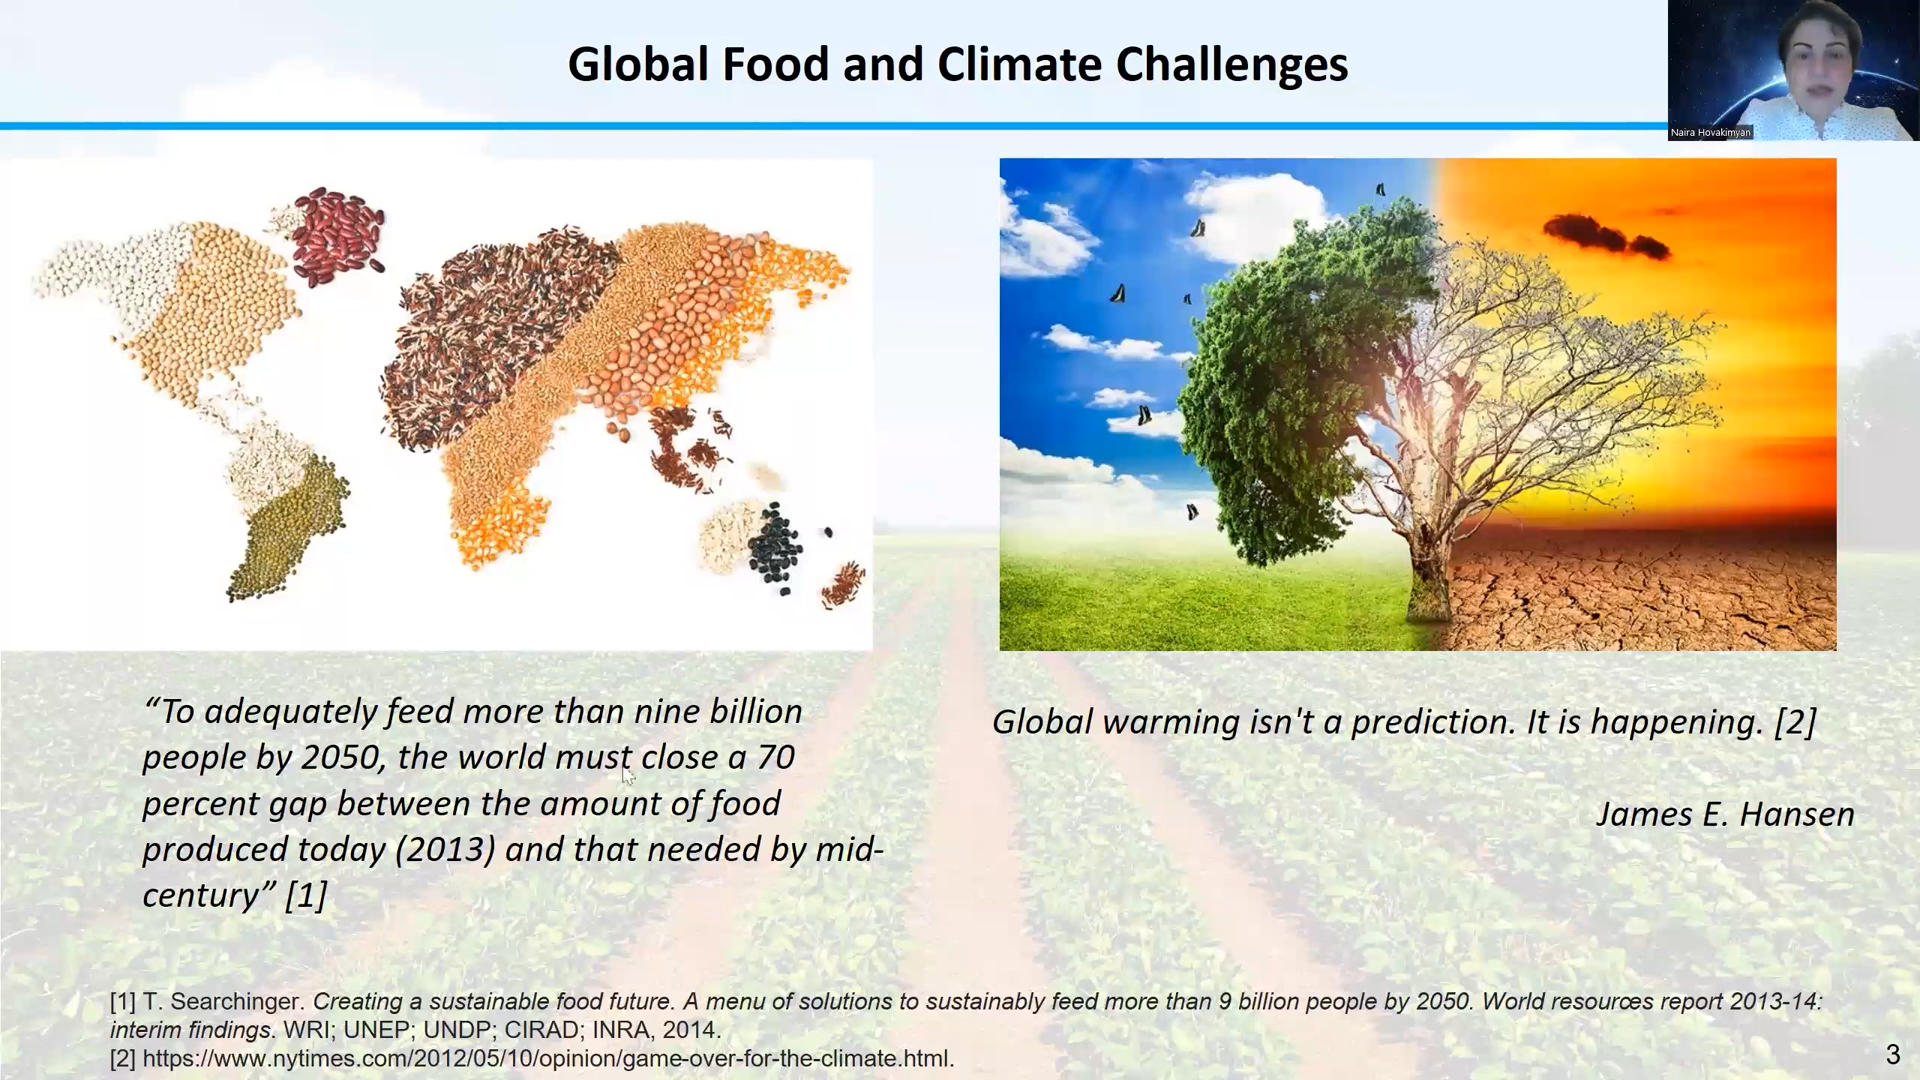 Global Food and Climate Challenges
Naira Hovakimyan
“To adequately feed more than nine billion
people by 2050, the world must close a 70
percent gap between the amount of food
produced today (2013) and that needed by mid-
century” [1]
Global warming isn't a prediction. It is happening. [2]
James E. Hansen
[1] T. Searchinger. Creating a sustainable food future. A menu of solutions to sustainably feed more than 9 billion people by 2050. World resources report 2013-14:
interim findings. WRI; UNEP; UNDP; CIRAD; INRA, 2014.
[2] https://www.nytimes.com/2012/05/10/opinion/game-over-for-the-climate.html.
3